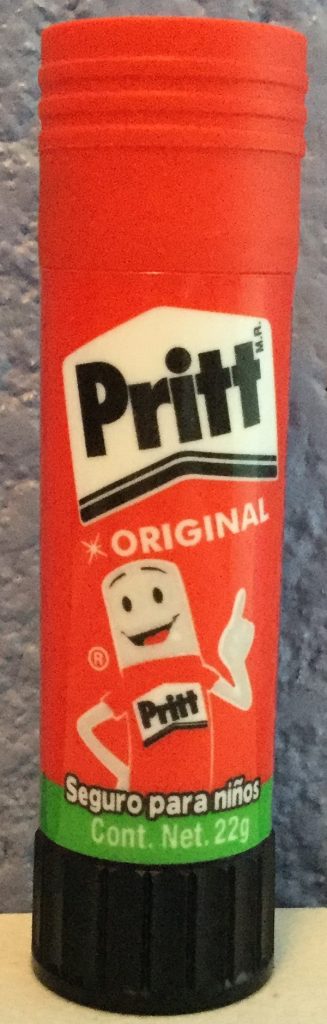 Pritt
M.R.
ORIGINAL
®
Pritt
Seguro para niños
Cont. Net. 22g